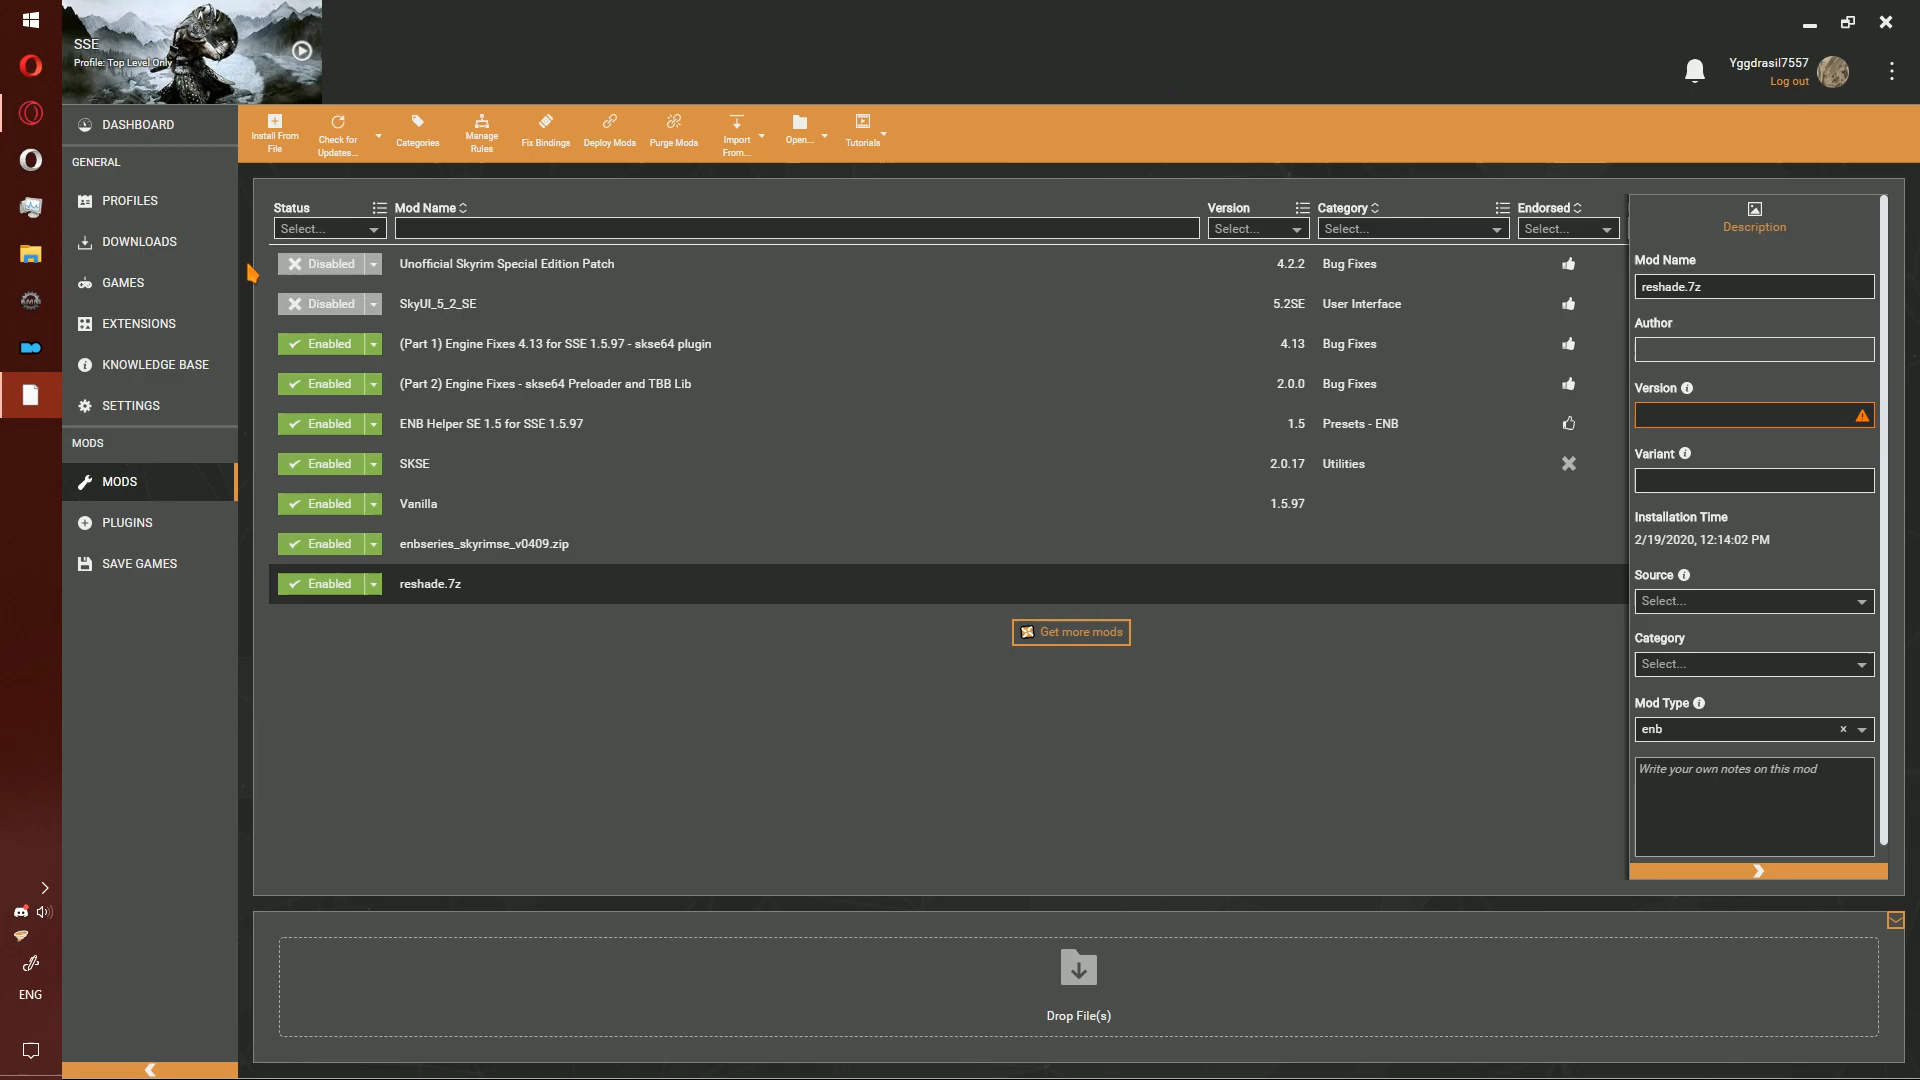 SSE
Profile: Top Level Only
Yggdrasil7557
Log out
DASHBOARD
GENERAL
PROFILES
DOWNLOADS
GAMES
EXTENSIONS
KNOWLEDGE BASE
SETTINGS
MODS
MODS
PLUGINS
SAVE GAMES
Install From File
Check for Updates...
Categories
Manage Rules
Fix Bindings
Deploy Mods
Purge Mods
Import From...
Open...
Tutorials
Status Mod Name Version Category Endorsed
Select... Select... Select... Select...
Disabled Unofficial Skyrim Special Edition Patch 4.2.2 Bug Fixes
Disabled SkyUI_5_2_SE 5.2SE User Interface
Enabled (Part 1) Engine Fixes 4.13 for SSE 1.5.97 - skse64 plugin 4.13 Bug Fixes
Enabled (Part 2) Engine Fixes - skse64 Preloader and TBB Lib 2.0.0 Bug Fixes
Enabled ENB Helper SE 1.5 for SSE 1.5.97 1.5 Presets - ENB
Enabled SKSE 2.0.17 Utilities
Enabled Vanilla 1.5.97
Enabled enbseries_skyrimse_v0409.zip
Enabled reshade.7z
Get more mods
Description
Mod Name
reshade.7z
Author
Version
Variant
Installation Time
2/19/2020, 12:14:02 PM
Source
Select...
Category
Select...
Mod Type
enb
Write your own notes on this mod
Drop File(s)
ENG